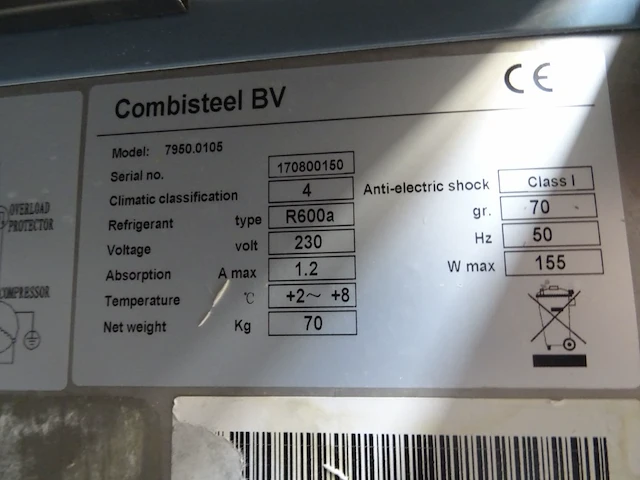 Combisteel BV CE
Model: 7950.0105
Serial no. 170800150
Climatic classification 4 Anti-electric shock Class I
Refrigerant type R600a gr. 70
Voltage volt 230 Hz 50
Absorption A max 1.2 W max 155
Temperature °C +2～ +8
Net weight Kg 70
OVERLOAD
PROTECTOR
COMPRESSOR